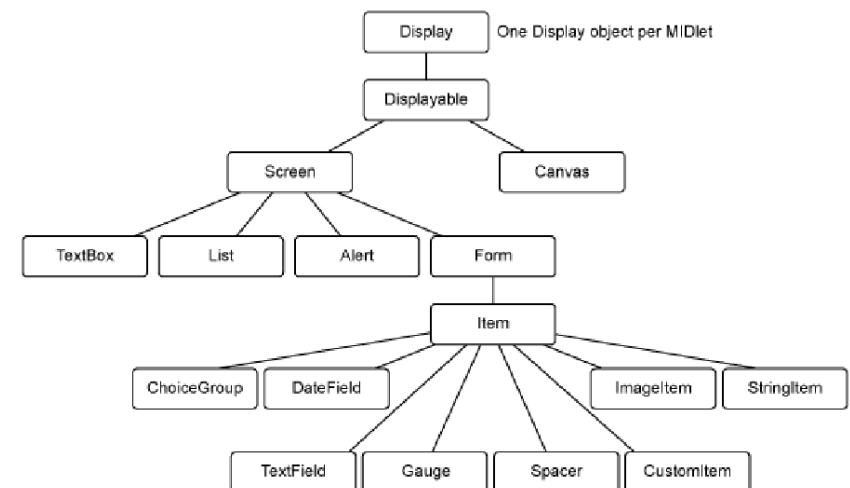 Display
One Display object per MIDlet
Displayable
Screen
Canvas
TextBox
List
Alert
Form
Item
ChoiceGroup
DateField
ImageItem
StringItem
TextField
Gauge
Spacer
CustomItem